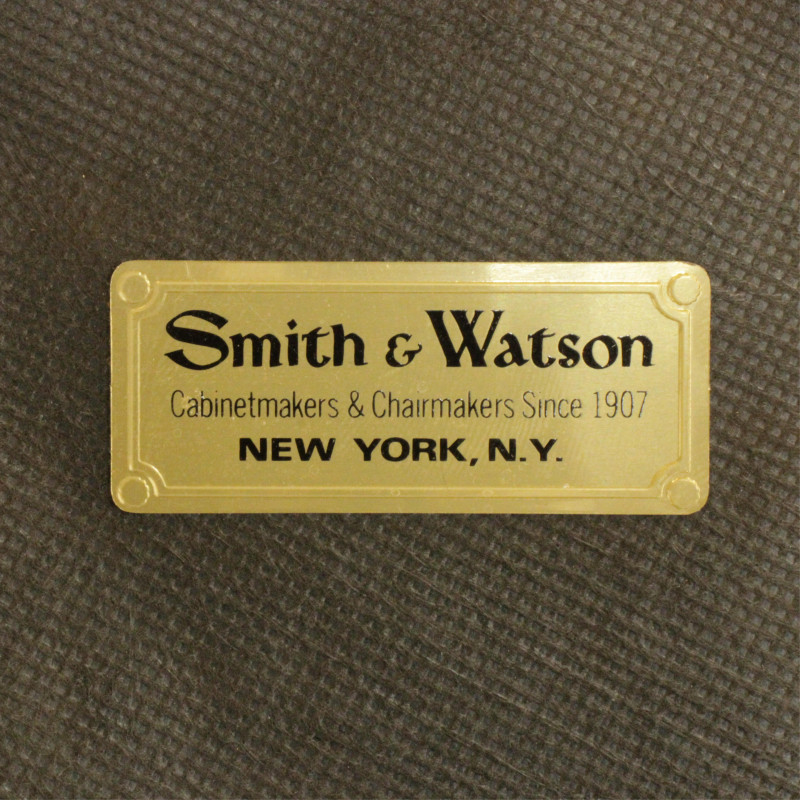 Smith & Watson
Cabinetmakers & Chairmakers Since 1907
NEW YORK, N.Y.